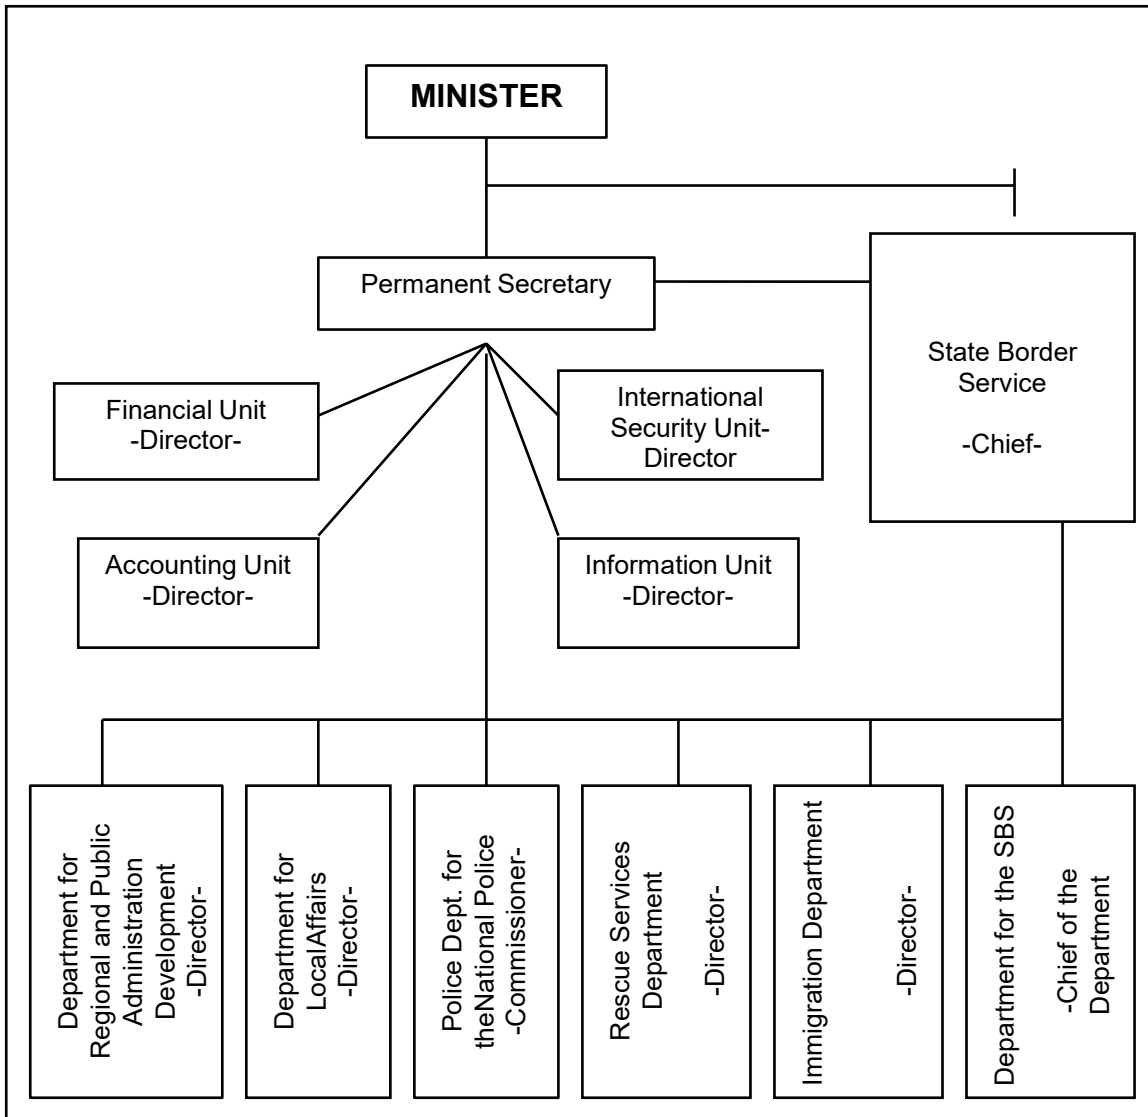 MINISTER
Permanent Secretary
State Border
Service
-Chief-
Financial Unit
-Director-
International
Security Unit-
Director
Accounting Unit
-Director-
Information Unit
-Director-
Department for
Regional and Public
Administration
Development
-Director-
Department for
LocalAffairs
-Director-
Police Dept. for
theNational Police
-Commissioner-
Rescue Services
Department
-Director-
Immigration Department
-Director-
Department for the SBS
-Chief of the
Department